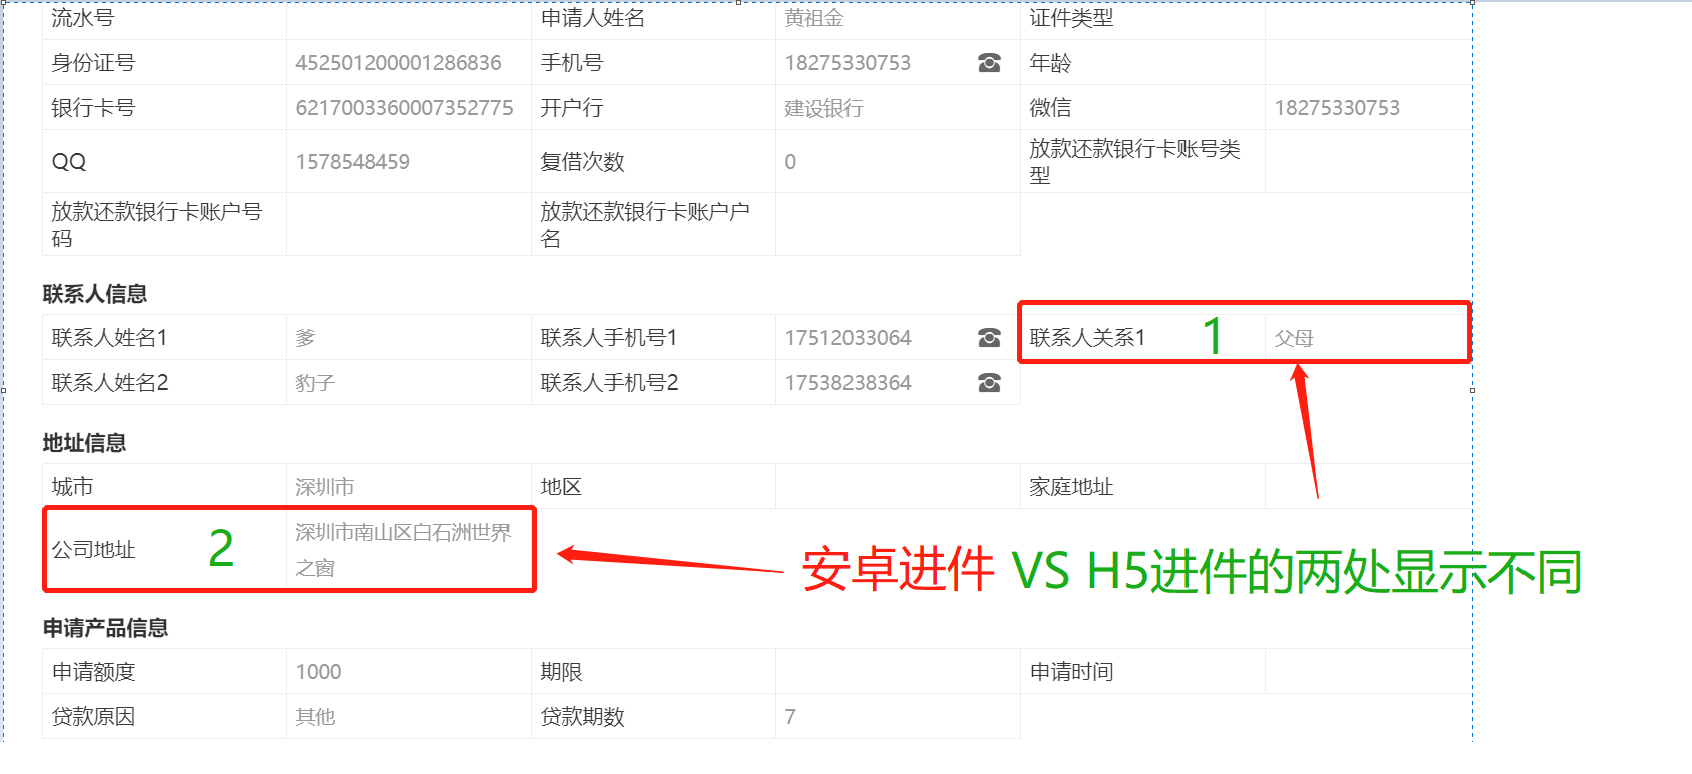 流水号 申请人姓名 黄祖金 证件类型
身份证号 452501200001286836 手机号 18275330753 年龄
银行卡号 6217003360007352775 开户行 建设银行 微信 18275330753
放款还款银行卡账号类
QQ 1578548459 复借次数 0
型
放款还款银行卡账户号 放款还款银行卡账户户
码 名
联系人信息
联系人姓名1 爹 联系人手机号1 17512033064 联系人关系1 1 父母
联系人姓名2 豹子 联系人手机号2 17538238364
地址信息
城市 深圳市 地区 家庭地址
深圳市南山区白石洲世界
公司地址 2
之窗
安卓进件 VS H5进件的两处显示不同
申请产品信息
申请额度 1000 期限 申请时间
贷款原因 其他 贷款期数 7